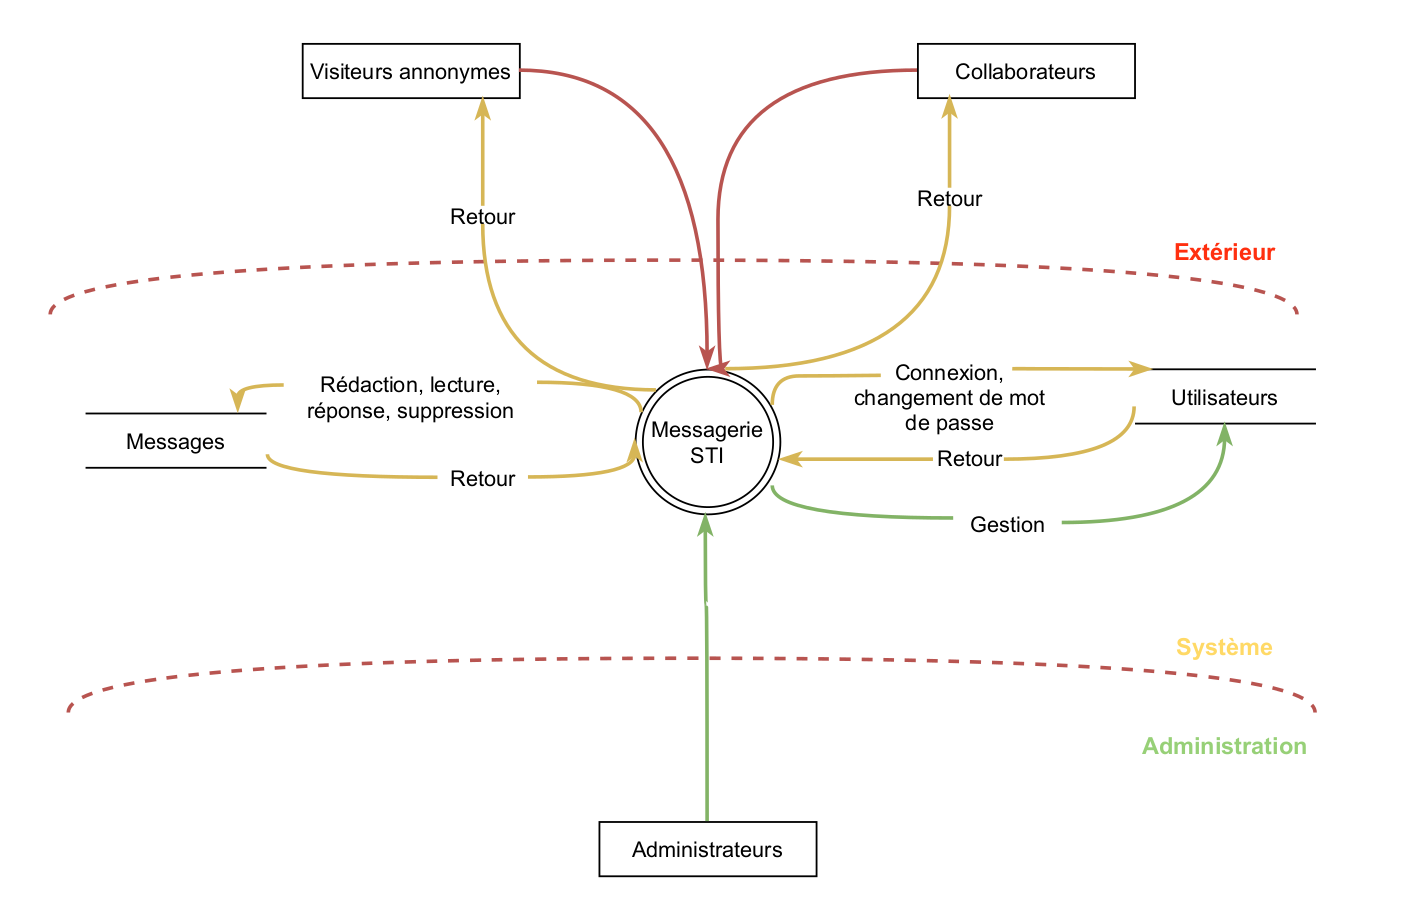 Visiteurs annonymes
Collaborateurs
Retour
Retour
Extérieur
Rédaction, lecture,
réponse, suppression
Connexion,
changement de mot
de passe
Utilisateurs
Messages
Messagerie
STI
Retour
Retour
Gestion
Système
Administration
Administrateurs